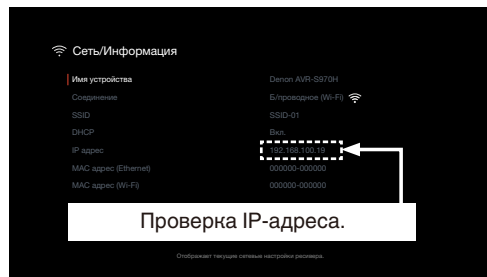 Сеть/Информация
Имя устройства Denon AVR-S970H
Соединение Б/проводное (Wi-Fi)
SSID SSID-01
DHCP Вкл.
IP адрес 192.168.100.19
MAC адрес (Ethernet) 000000-000000
MAC адрес (Wi-Fi) 000000-000000
Проверка IP-адреса.
Отображает текущие сетевые настройки ресивера.